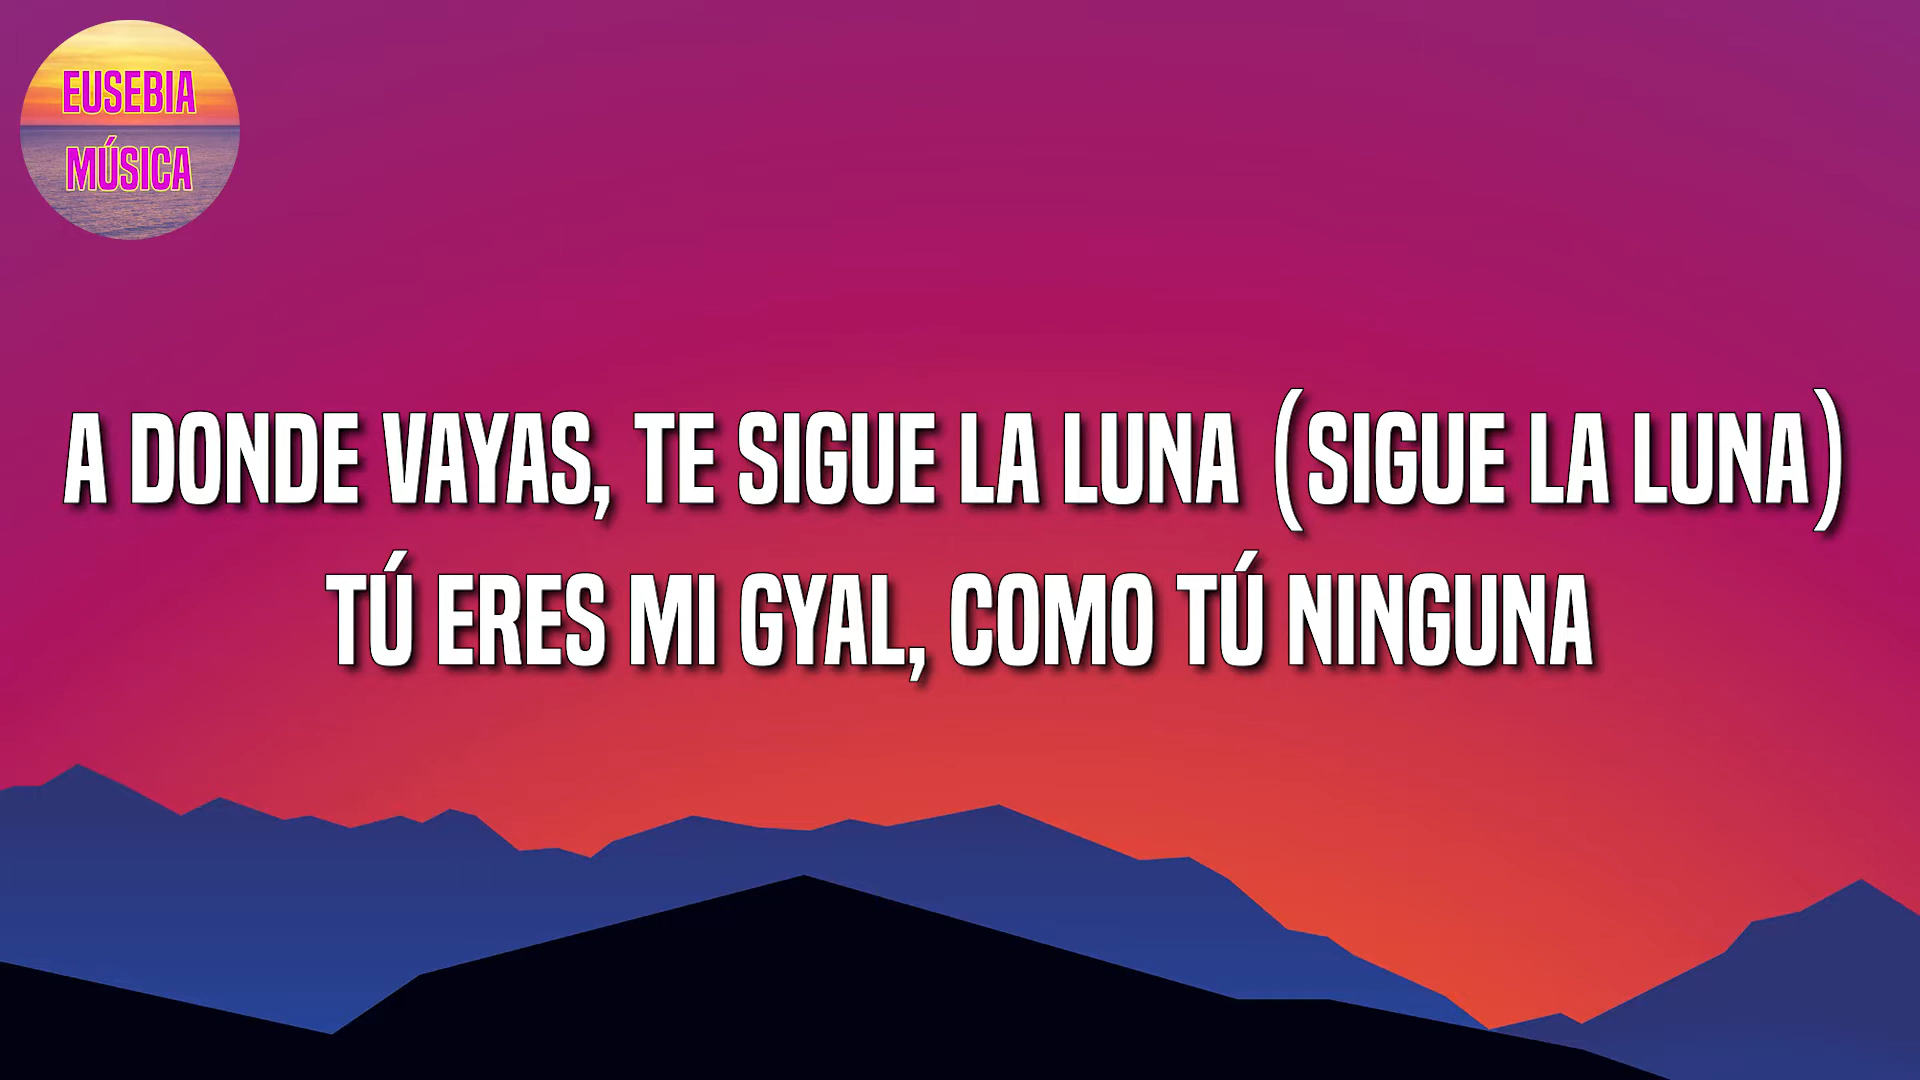 EUSEBIA
MÚSICA
A DONDE VAYAS, TE SIGUE LA LUNA (SIGUE LA LUNA)
TÚ ERES MI GYAL, COMO TÚ NINGUNA